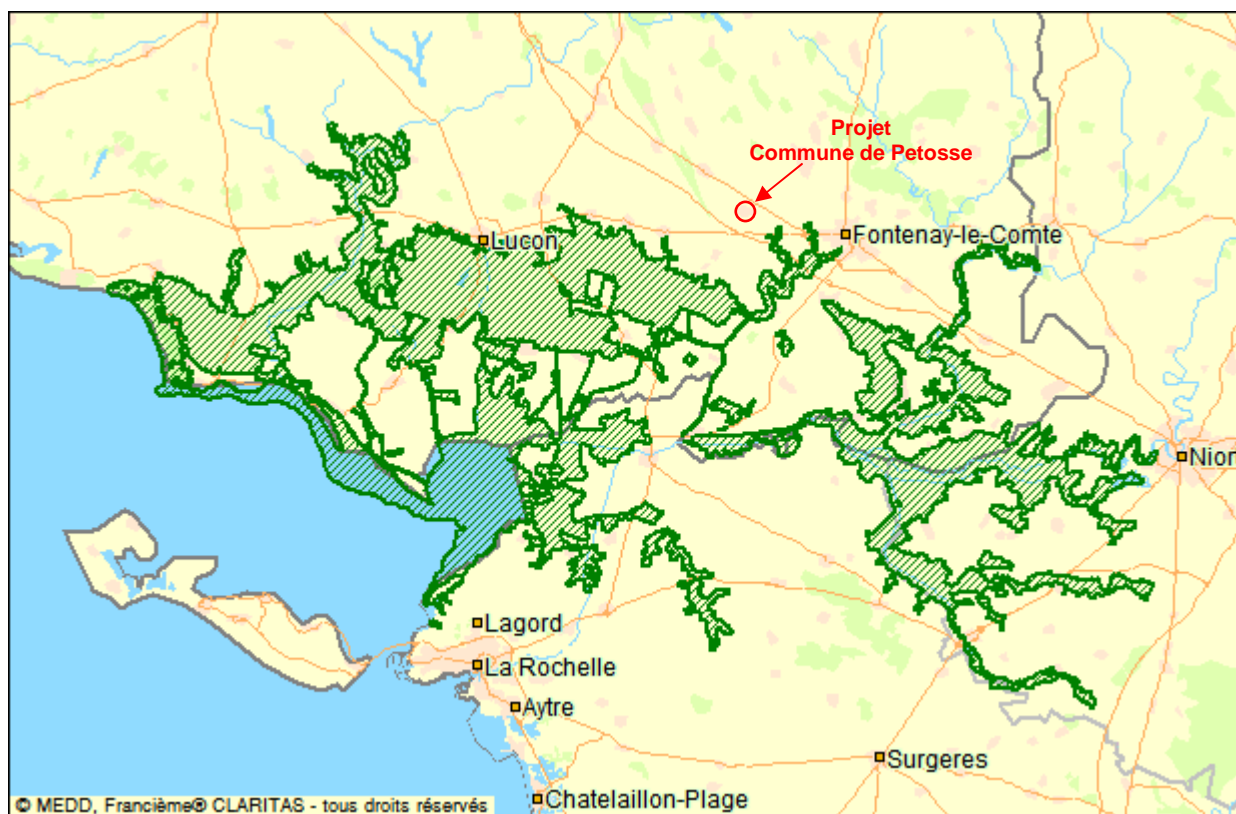 Projet
Commune de Petosse
Lucon
Fontenay-le-Comte
Nior
Lagord
La Rochelle
Aytre
Surgeres
Chatelaillon-Plage
© MEDD, Francième® CLARITAS - tous droits réservés